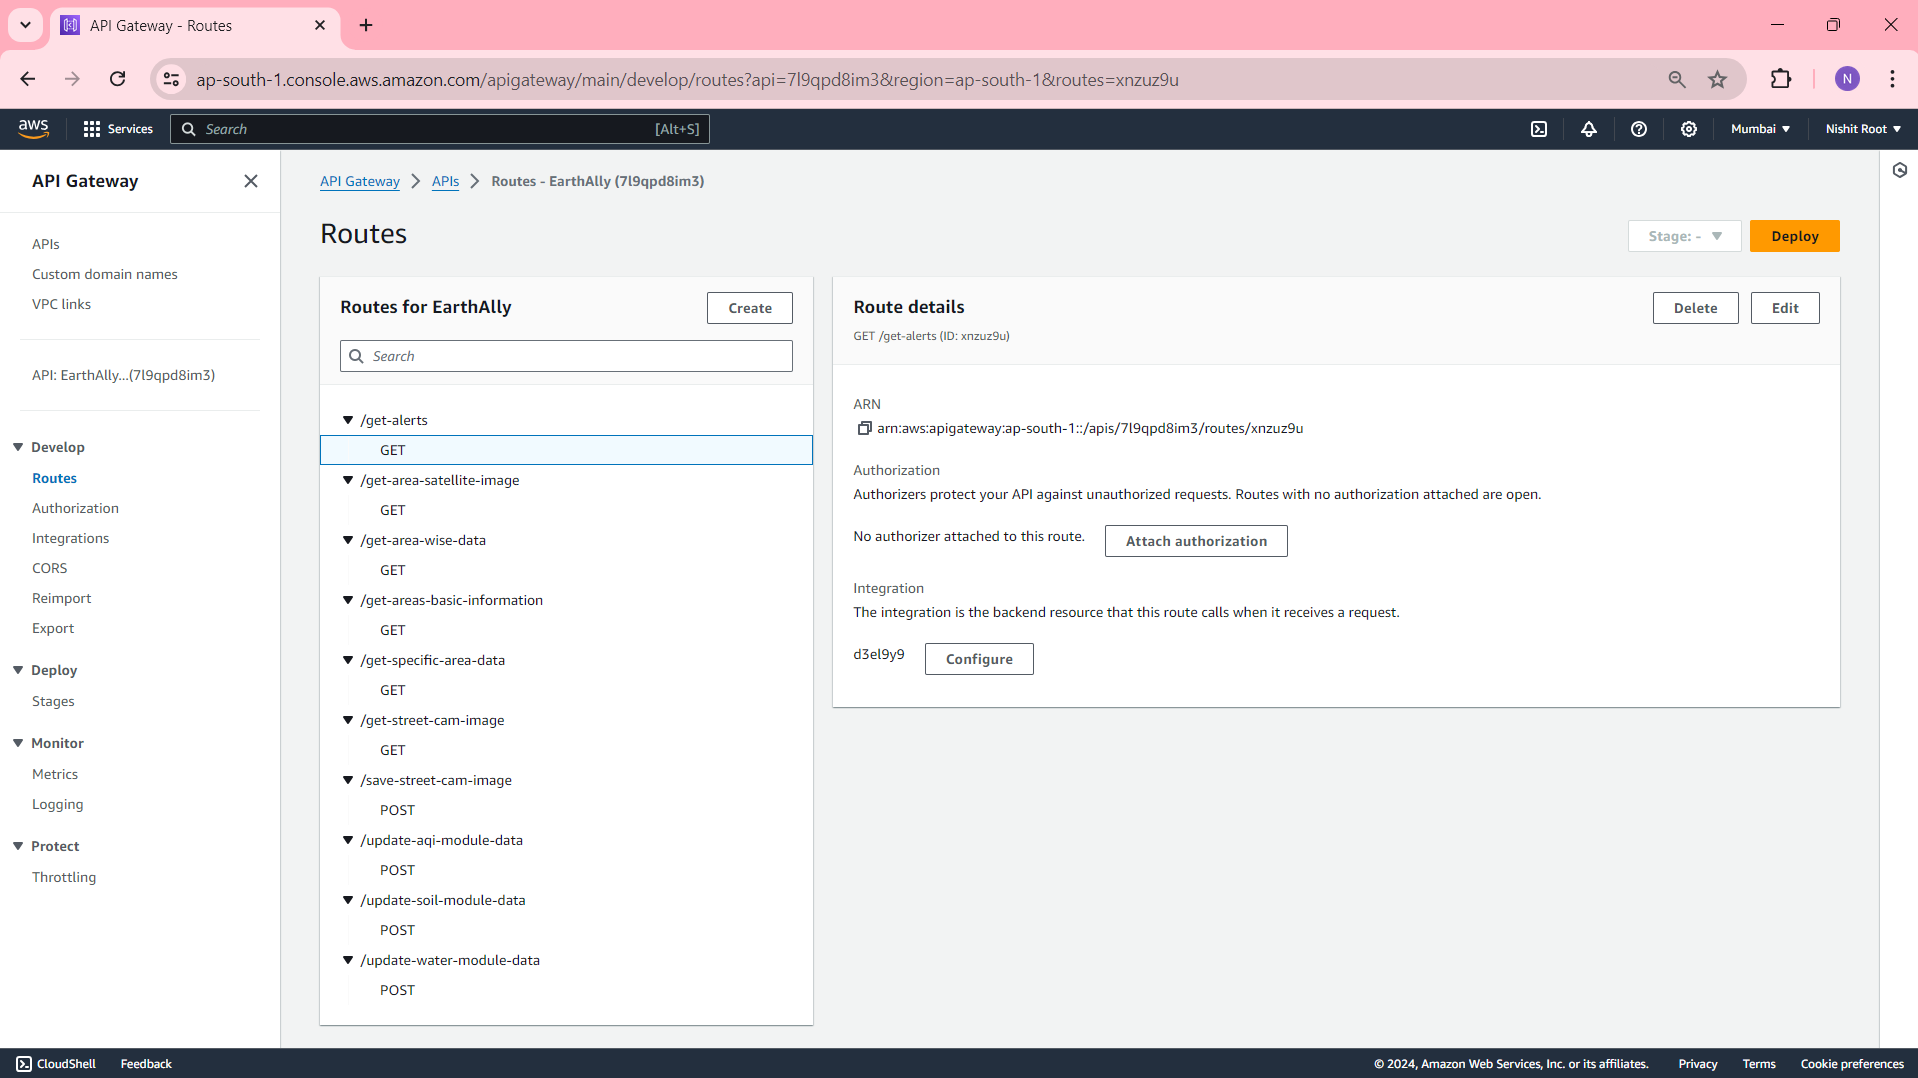 API Gateway - Routes
ap-south-1.console.aws.amazon.com/apigateway/main/develop/routes?api=7l9qpd8im3&region=ap-south-1&routes=xnzuz9u
N
aws
Services
Search
[Alt+S]
Mumbai
Nishit Root
API Gateway
APIs
Custom domain names
VPC links
API: EarthAlly...(7l9qpd8im3)
Develop
Routes
Authorization
Integrations
CORS
Reimport
Export
Deploy
Stages
Monitor
Metrics
Logging
Protect
Throttling
API Gateway
APIs
Routes - EarthAlly (7l9qpd8im3)
Routes
Stage: -
Deploy
Routes for EarthAlly
Create
Search
/get-alerts
GET
/get-area-satellite-image
GET
/get-area-wise-data
GET
/get-areas-basic-information
GET
/get-specific-area-data
GET
/get-street-cam-image
GET
/save-street-cam-image
POST
/update-aqi-module-data
POST
/update-soil-module-data
POST
/update-water-module-data
POST
Route details
Delete
Edit
GET /get-alerts (ID: xnzuz9u)
ARN
arn:aws:apigateway:ap-south-1::/apis/7l9qpd8im3/routes/xnzuz9u
Authorization
Authorizers protect your API against unauthorized requests. Routes with no authorization attached are open.
No authorizer attached to this route.
Attach authorization
Integration
The integration is the backend resource that this route calls when it receives a request.
d3el9y9
Configure
CloudShell
Feedback
© 2024, Amazon Web Services, Inc. or its affiliates.
Privacy
Terms
Cookie preferences